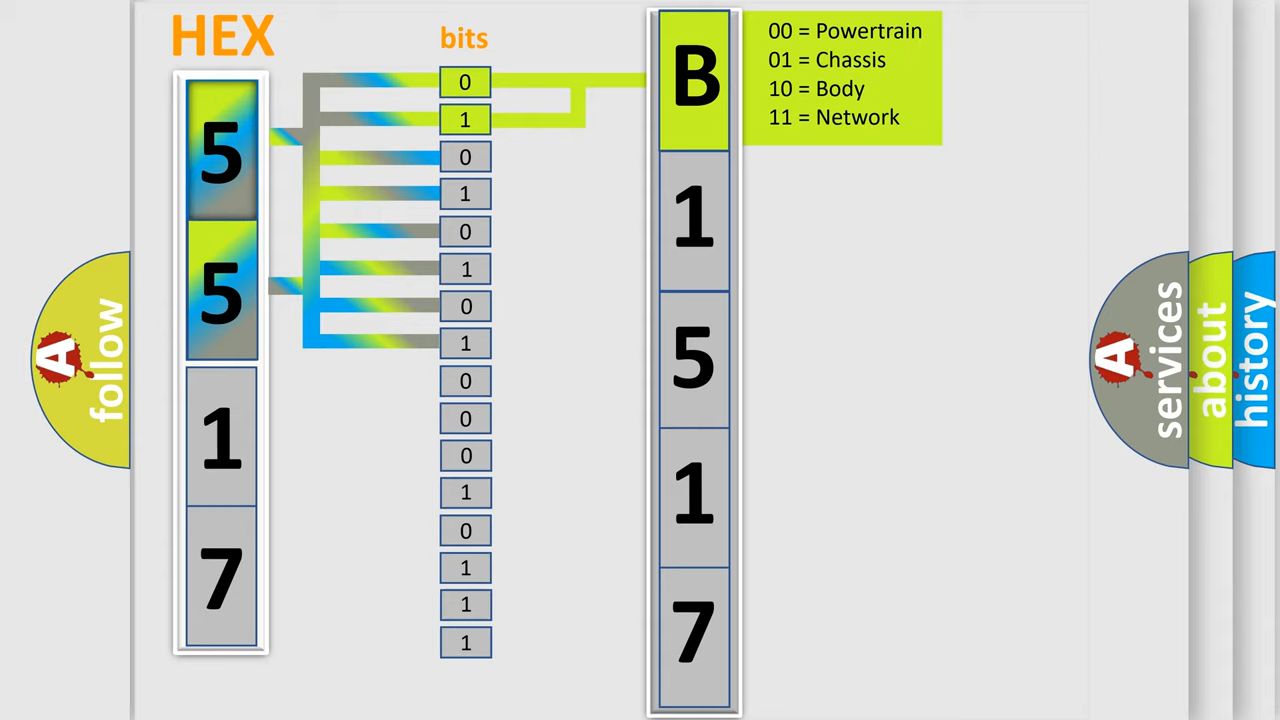 HEX
bits
5
5
1
7
0
1
0
1
0
1
0
1
0
0
0
1
0
1
1
1
B
1
5
1
7
00 = Powertrain
01 = Chassis
10 = Body
11 = Network
A
follow
A
services
about
history